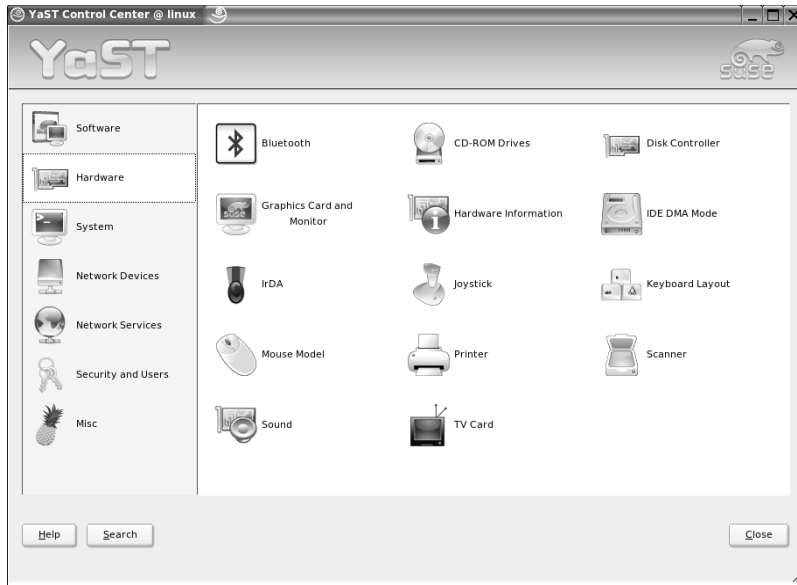 YaST Control Center @ linux
YaST
suse
Software
Hardware
System
Network Devices
Network Services
Security and Users
Misc
Bluetooth
CD-ROM Drives
Disk Controller
suse
Graphics Card and
Monitor
Hardware Information
IDE DMA Mode
IrDA
Joystick
Keyboard Layout
Mouse Model
Printer
Scanner
Sound
TV Card
Help
Search
Close